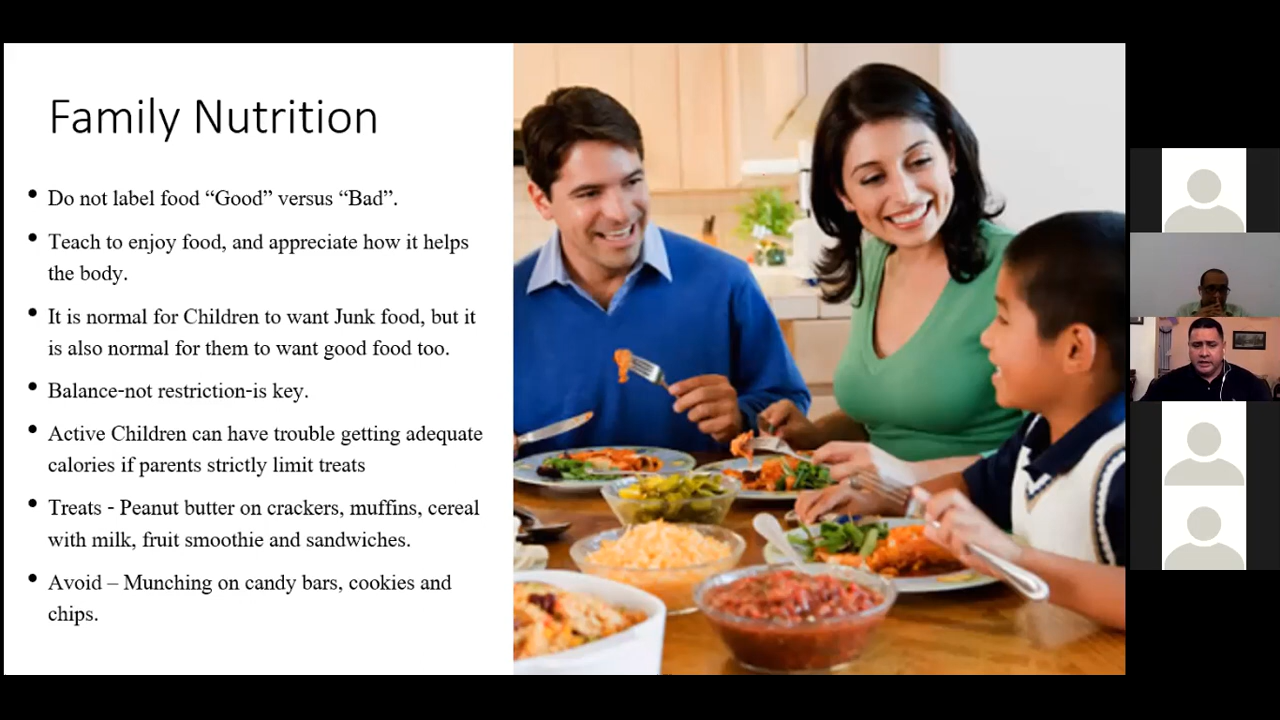 Family Nutrition
• Do not label food “Good” versus “Bad”.
• Teach to enjoy food, and appreciate how it helps
the body.
• It is normal for Children to want Junk food, but it
is also normal for them to want good food too.
• Balance-not restriction-is key.
• Active Children can have trouble getting adequate
calories if parents strictly limit treats
• Treats - Peanut butter on crackers, muffins, cereal
with milk, fruit smoothie and sandwiches.
• Avoid – Munching on candy bars, cookies and
chips.